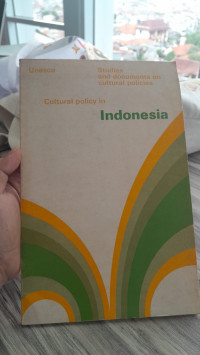 Unesco
Studies
and documents on
cultural policies
Cultural policy in
Indonesia